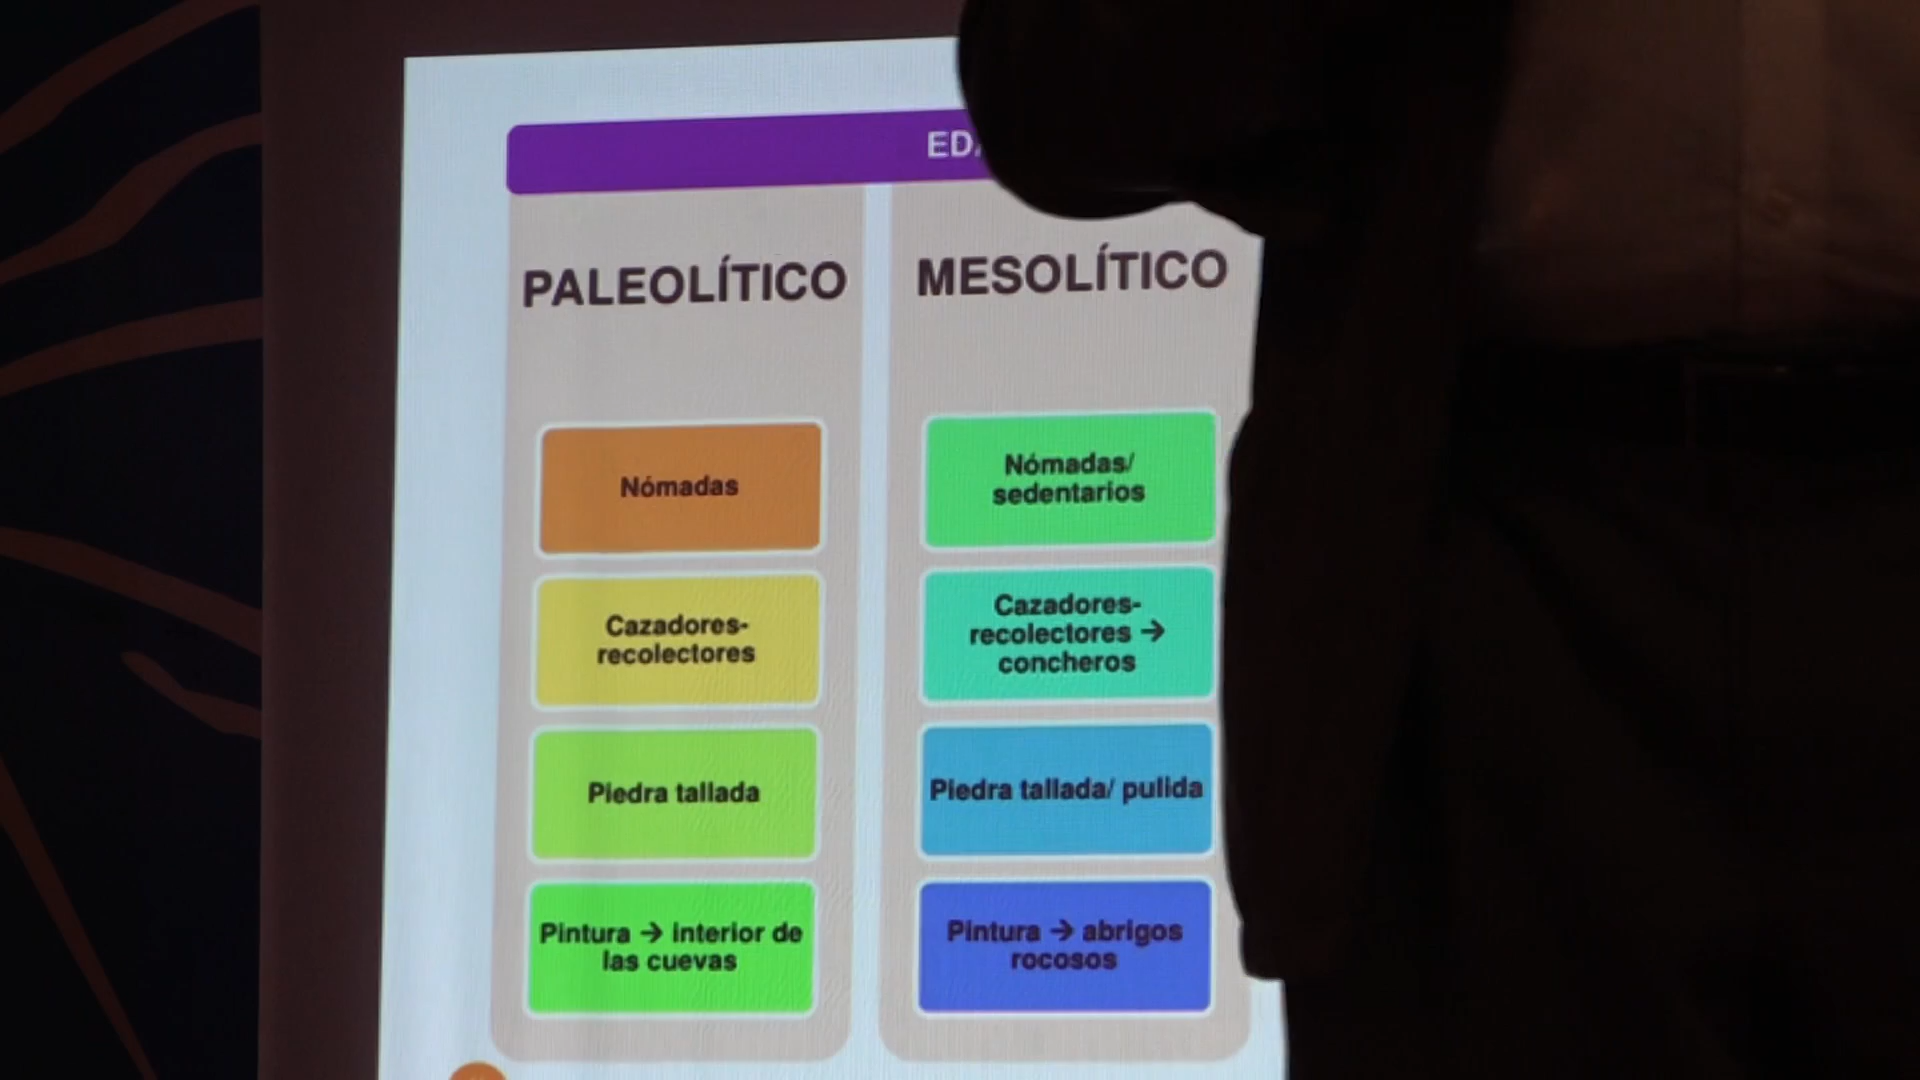 PALEOLÍTICO
Nómadas
Cazadores-
recolectores
Piedra tallada
Pintura → interior de
las cuevas
MESOLÍTICO
Nómadas/
sedentarios
Cazadores-
recolectores →
concheros
Piedra tallada/ pulida
Pintura → abrigos
rocosos